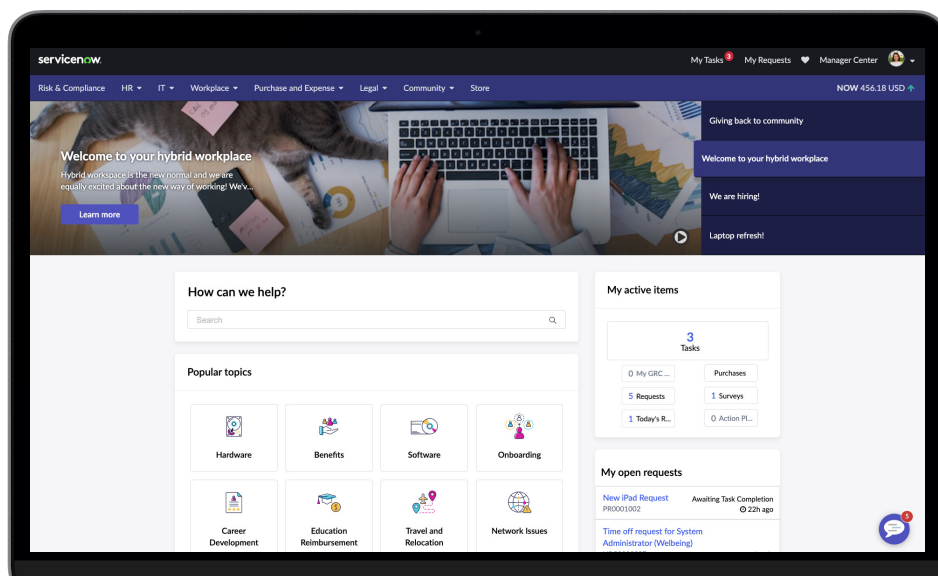 servicenow.
My Tasks 3 My Requests Manager Center
Risk & Compliance HR IT Workplace Purchase and Expense Legal Community Store NOW 456.18 USD
Welcome to your hybrid workplace
Hybrid workspace is the new normal and we are
equally excited about the new way of working! We'v...
Learn more
Giving back to community
Welcome to your hybrid workplace
We are hiring!
Laptop refresh!
How can we help?
Search
Popular topics
Hardware
Benefits
Software
Onboarding
Career
Development
Education
Reimbursement
Travel and
Relocation
Network Issues
My active items
3
Tasks
0 My GRC ...
Purchases
5 Requests
1 Surveys
1 Today's R...
0 Action Pl...
My open requests
New iPad Request Awaiting Task Completion
PR0001002 22h ago
Time off request for System
Administrator (Welbeing)
5